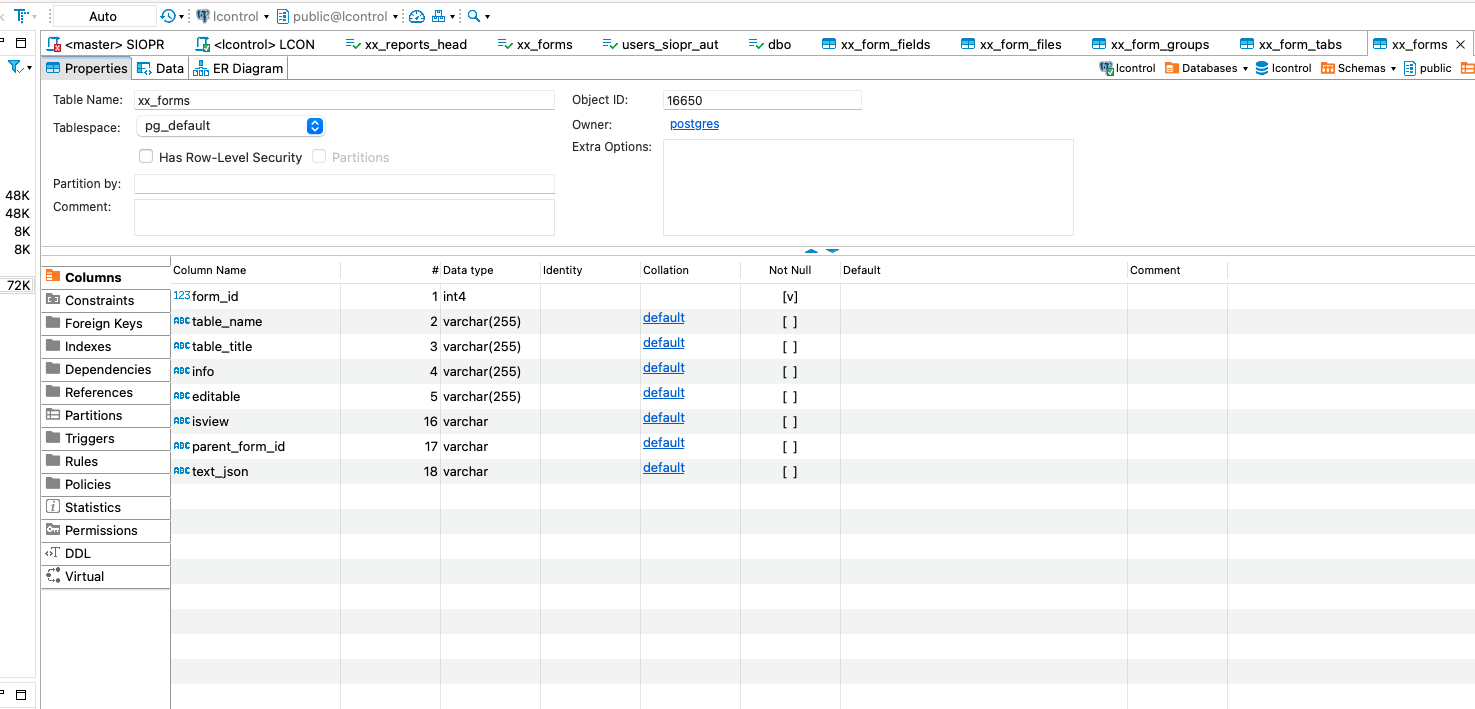 Auto lcontrol public@lcontrol
<master> SIOPR <lcontrol> LCON xx_reports_head xx_forms users_siopr_aut dbo xx_form_fields xx_form_files xx_form_groups xx_form_tabs xx_forms
Properties Data ER Diagram lcontrol Databases lcontrol Schemas public
Table Name: xx_forms Object ID: 16650
Tablespace: pg_default Owner: postgres
Extra Options:
Has Row-Level Security Partitions
Partition by:
Comment:
48K
48K
8K
8K
72K
Columns
Constraints
Foreign Keys
Indexes
Dependencies
References
Partitions
Triggers
Rules
Policies
Statistics
Permissions
DDL
Virtual
Column Name # Data type Identity Collation Not Null Default Comment
123 form_id 1 int4 [v]
ABC table_name 2 varchar(255) default [ ]
ABC table_title 3 varchar(255) default [ ]
ABC info 4 varchar(255) default [ ]
ABC editable 5 varchar(255) default [ ]
ABC isview 16 varchar default [ ]
ABC parent_form_id 17 varchar default [ ]
ABC text_json 18 varchar default [ ]